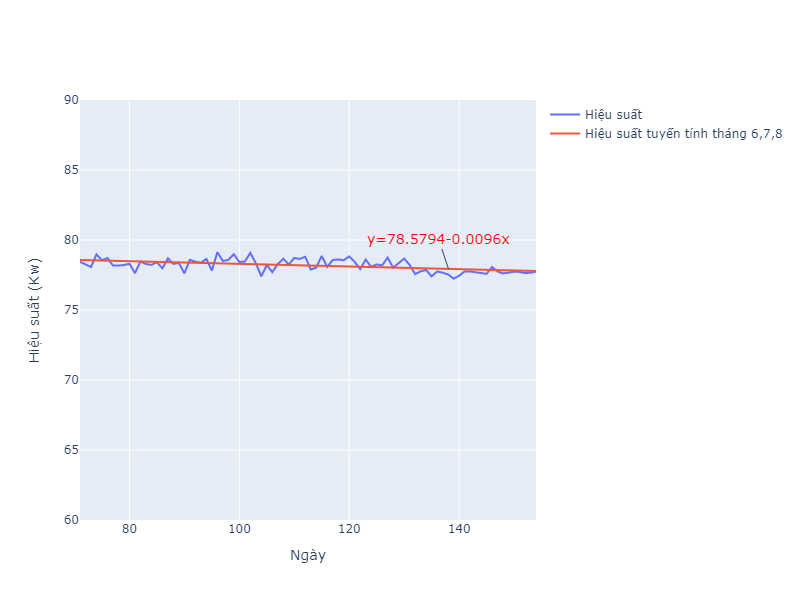 Hiệu suất
Hiệu suất tuyến tính tháng 6,7,8
y=78.5794-0.0096x
90
85
80
75
70
65
60
Hiệu suất (Kw)
80
100
120
140
Ngày